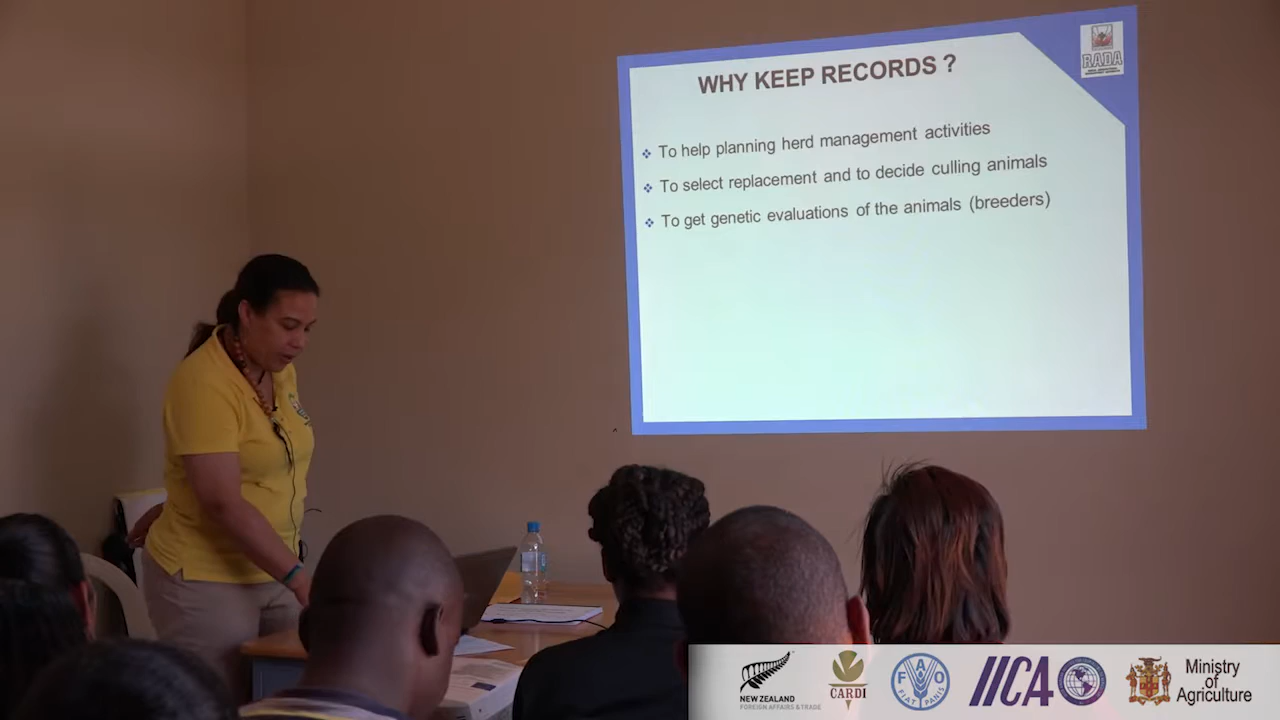 WHY KEEP RECORDS ?
RADA
❖ To help planning herd management activities
❖ To select replacement and to decide culling animals
❖ To get genetic evaluations of the animals (breeders)
NEW ZEALAND
FOREIGN AFFAIRS & TRADE
CARDI
FAO
FIAT PANIS
IICA
Ministry
of
Agriculture